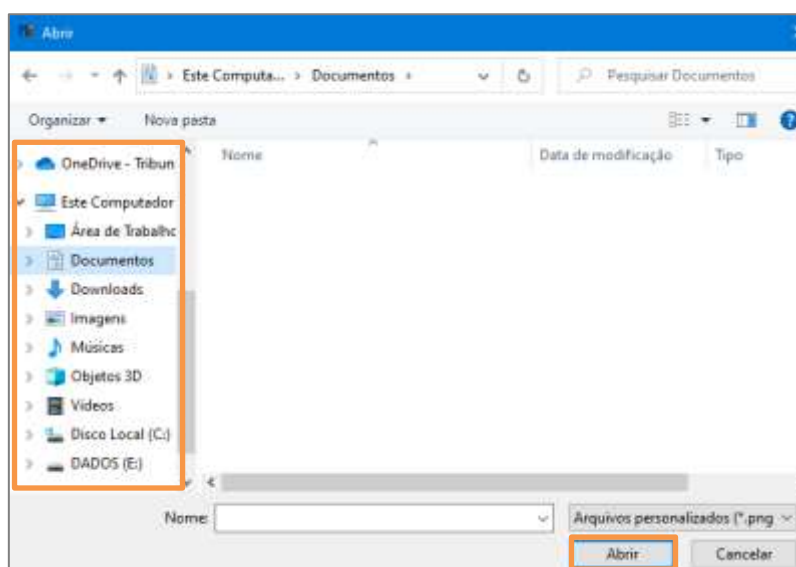 Abrir
Este Computa... > Documentos
Pesquisar Documentos
Organizar
Nova pasta
Nome
Data de modificação
Tipo
OneDrive - Tribun
Este Computador
Área de Trabalho
Documentos
Downloads
Imagens
Músicas
Objetos 3D
Vídeos
Disco Local (C:)
DADOS (E:)
Nome:
Arquivos personalizados (*.png
Abrir
Cancelar